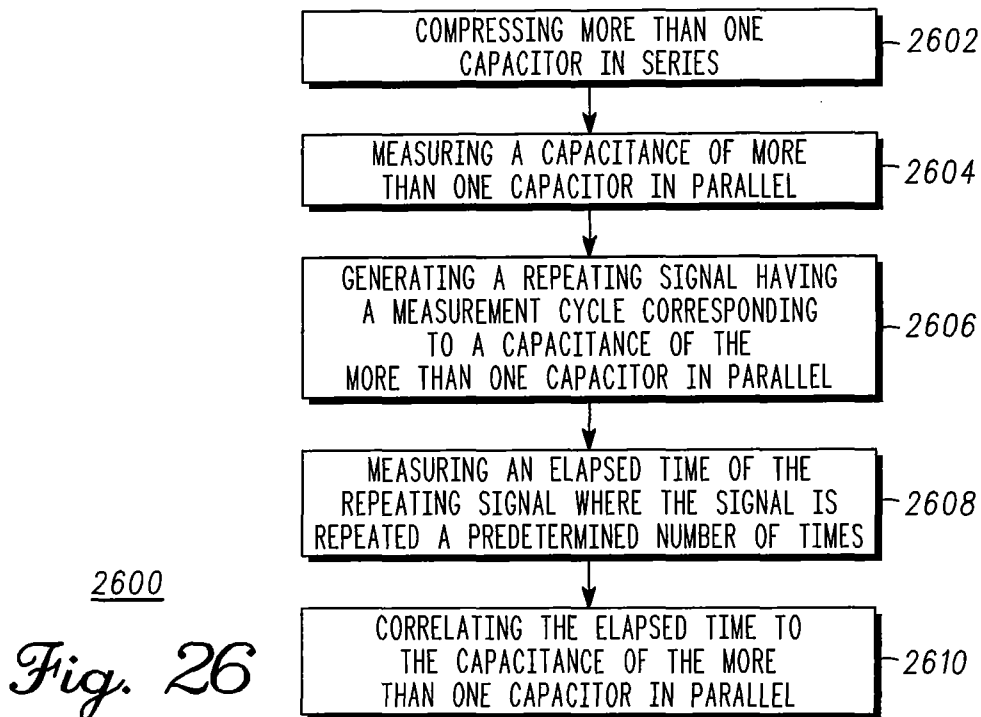 COMPRESSING MORE THAN ONE
CAPACITOR IN SERIES
2602
MEASURING A CAPACITANCE OF MORE
THAN ONE CAPACITOR IN PARALLEL
2604
GENERATING A REPEATING SIGNAL HAVING
A MEASUREMENT CYCLE CORRESPONDING
TO A CAPACITANCE OF THE
MORE THAN ONE CAPACITOR IN PARALLEL
2606
MEASURING AN ELAPSED TIME OF THE
REPEATING SIGNAL WHERE THE SIGNAL IS
REPEATED A PREDETERMINED NUMBER OF TIMES
2608
CORRELATING THE ELAPSED TIME TO
THE CAPACITANCE OF THE MORE
THAN ONE CAPACITOR IN PARALLEL
2610
2600
Fig. 26